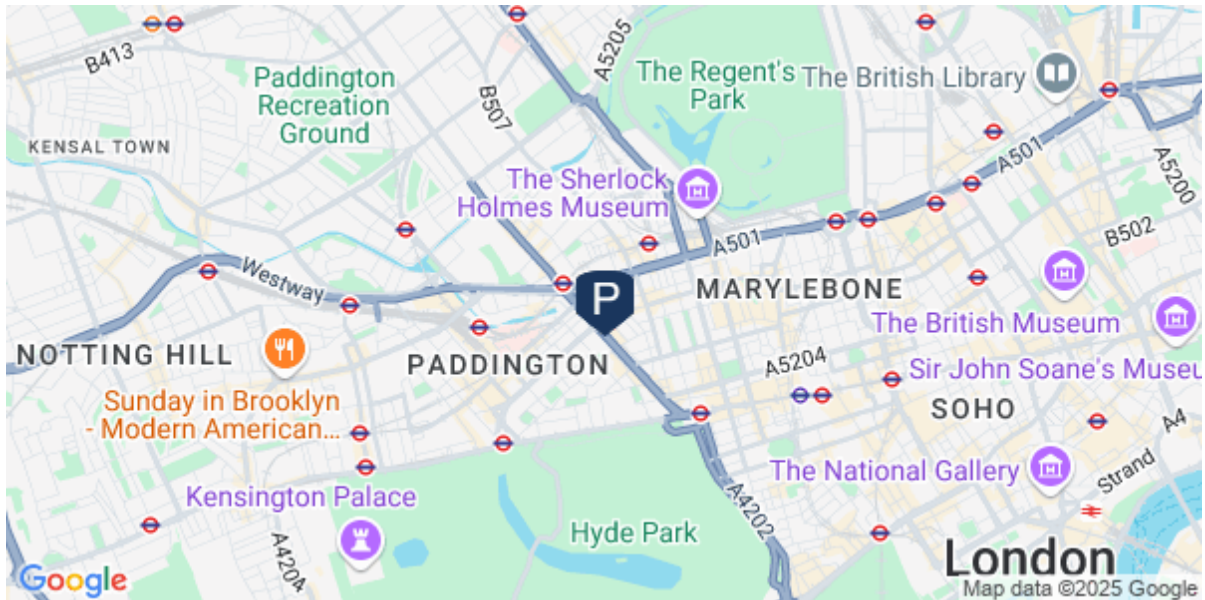 B413
A5205
Paddington
Recreation
Ground
B507
The Regent's
Park
The British Library
KENSAL TOWN
A501
A5200
The Sherlock
Holmes Museum
A501
B502
Westway
MARYLEBONE
The British Museum
NOTTING HILL
PADDINGTON
P
A5204
Sir John Soane's Museu
Sunday in Brooklyn
- Modern American...
SOHO
A4
The National Gallery
Strand
Kensington Palace
A4202
Hyde Park
A4204
London
Google
Map data ©2025 Google